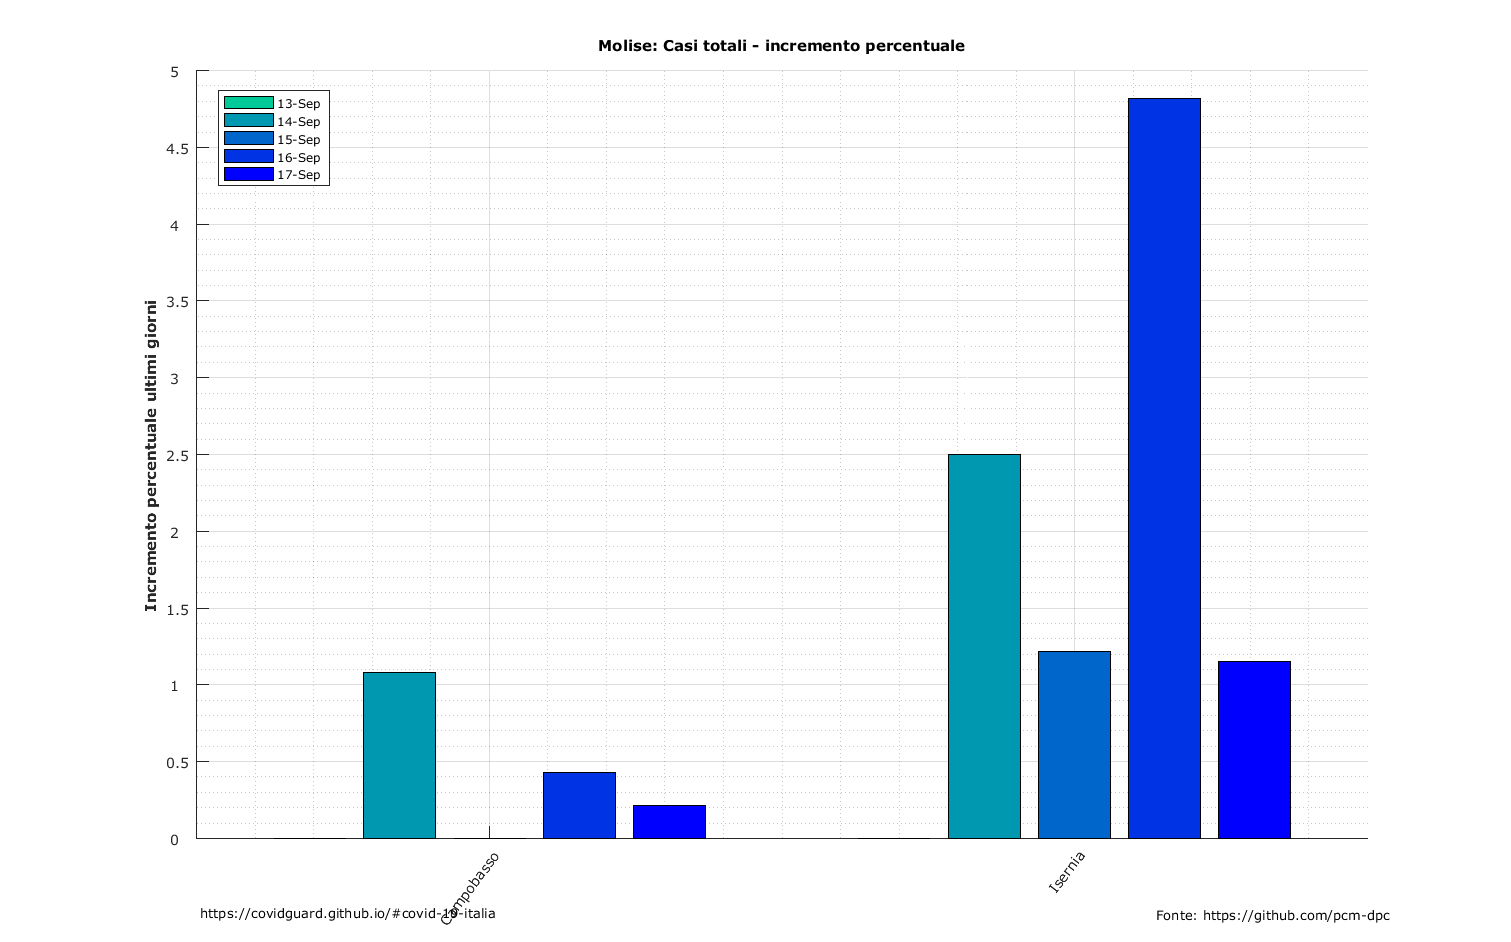 Molise: Casi totali - incremento percentuale
Incremento percentuale ultimi giorni
5
4.5
4
3.5
3
2.5
2
1.5
1
0.5
0
13-Sep
14-Sep
15-Sep
16-Sep
17-Sep
Campobasso
Isernia
https://covidguard.github.io/#covid-19-italia
Fonte: https://github.com/pcm-dpc